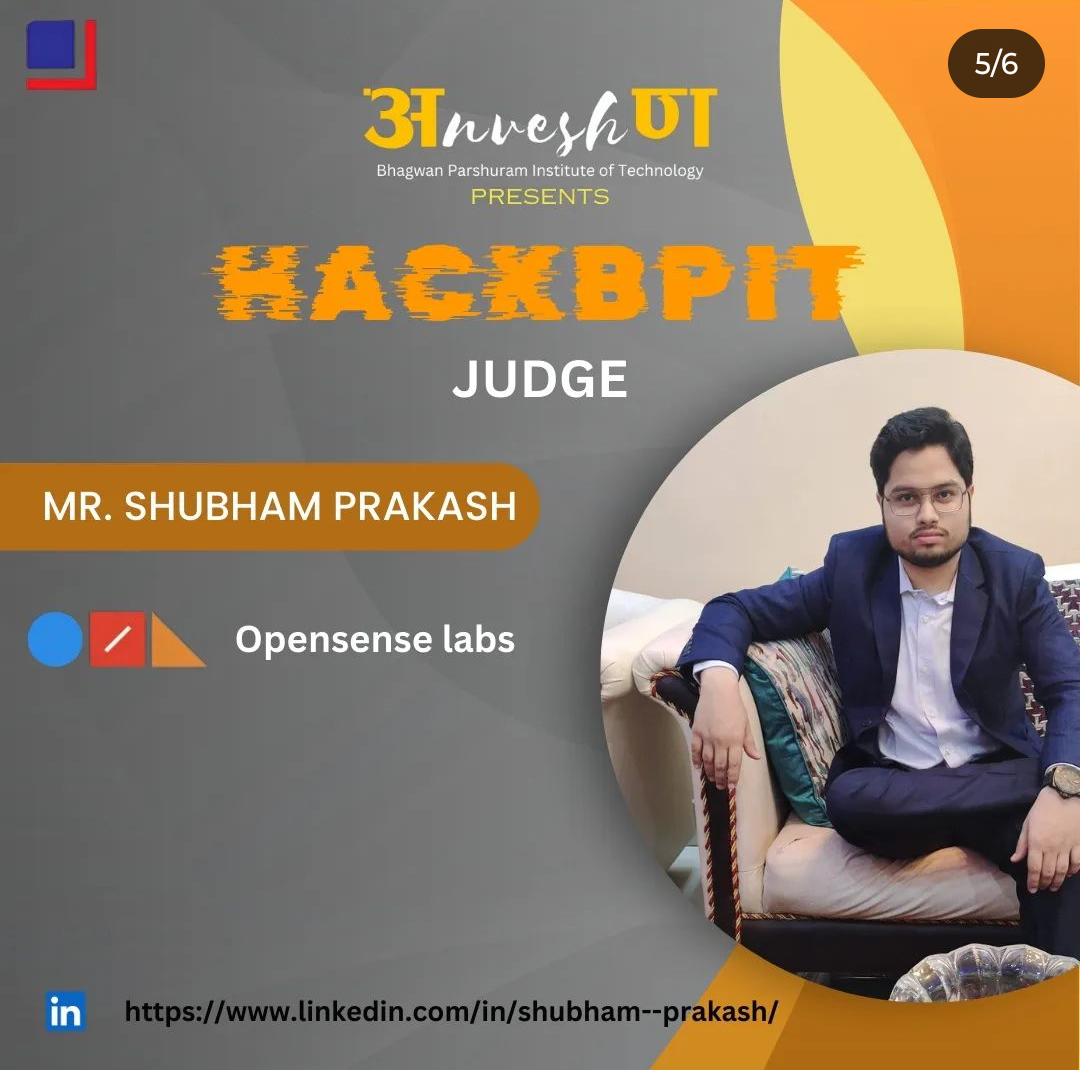 5/6
अnveshण
Bhagwan Parshuram Institute of Technology
PRESENTS
HACKBPIT
JUDGE
MR. SHUBHAM PRAKASH
Opensense labs
in
https://www.linkedin.com/in/shubham--prakash/